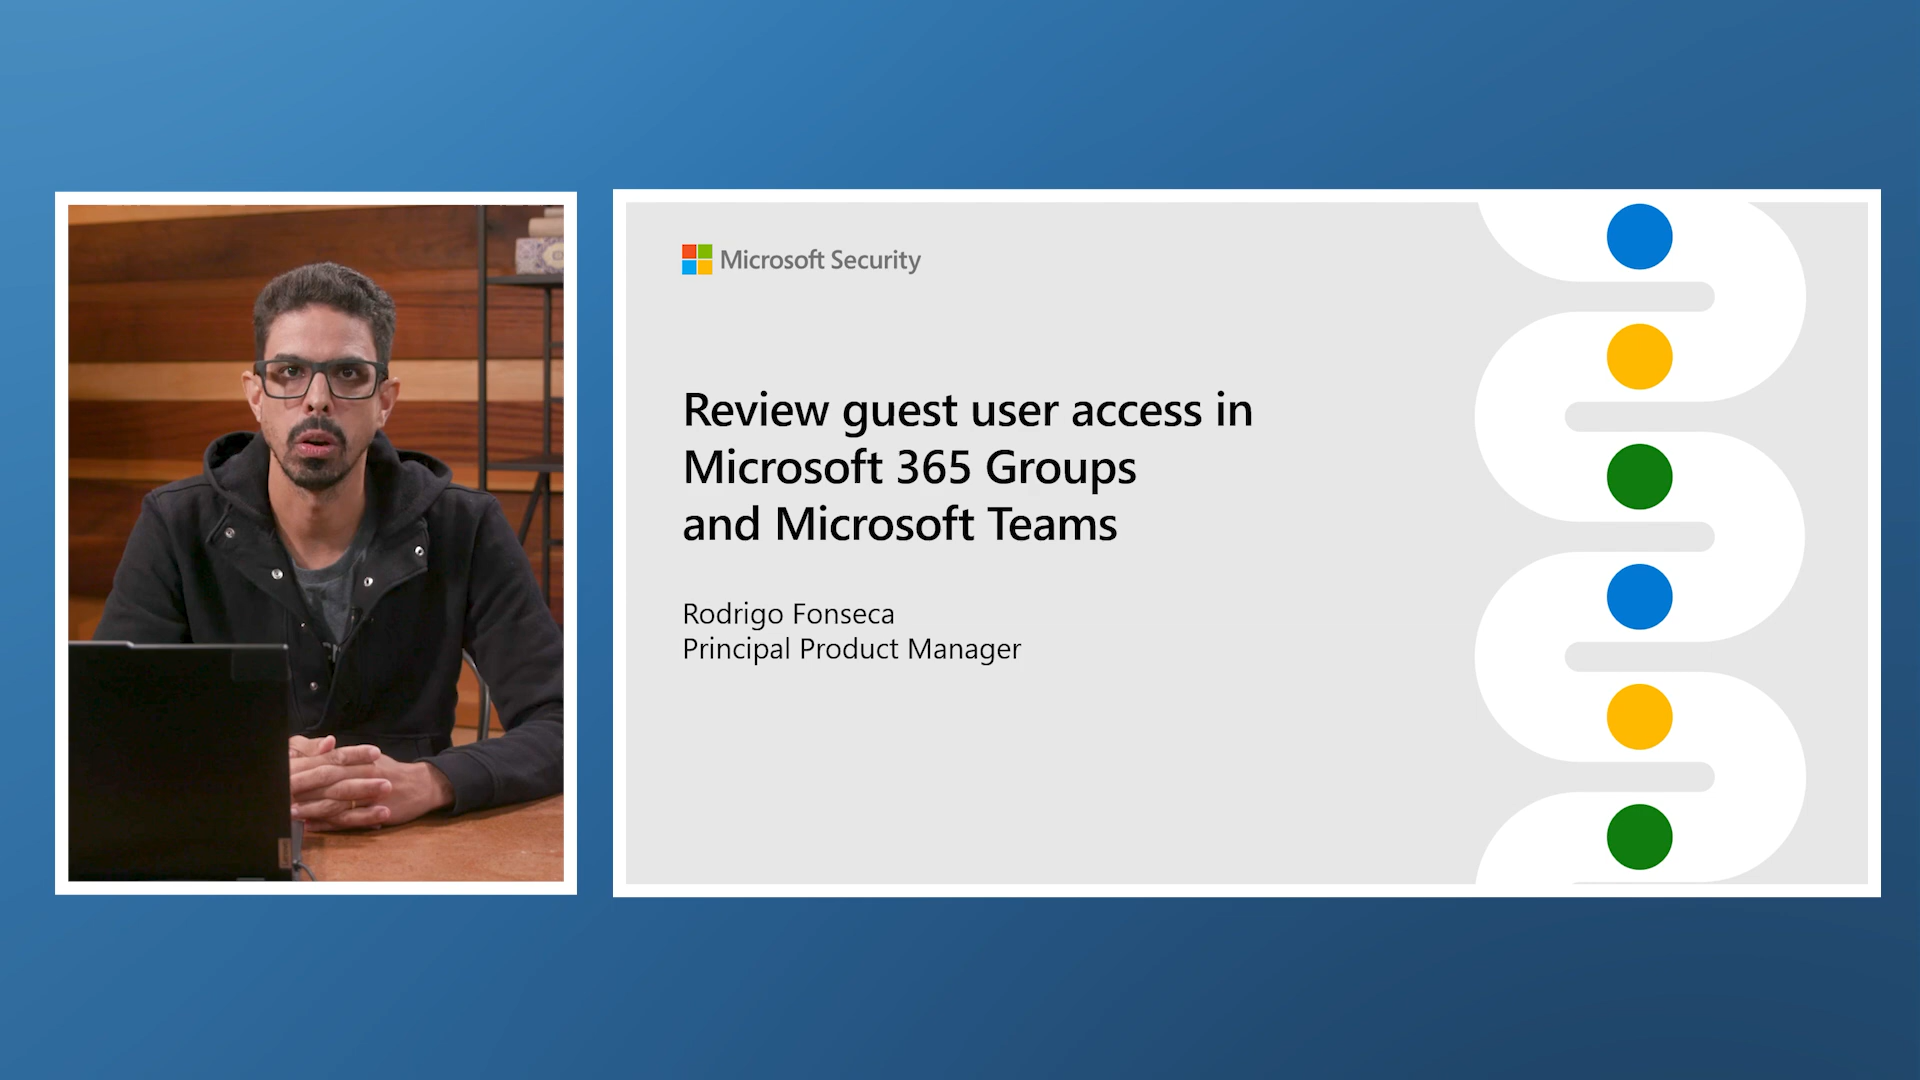 Microsoft Security
Review guest user access in
Microsoft 365 Groups
and Microsoft Teams
Rodrigo Fonseca
Principal Product Manager